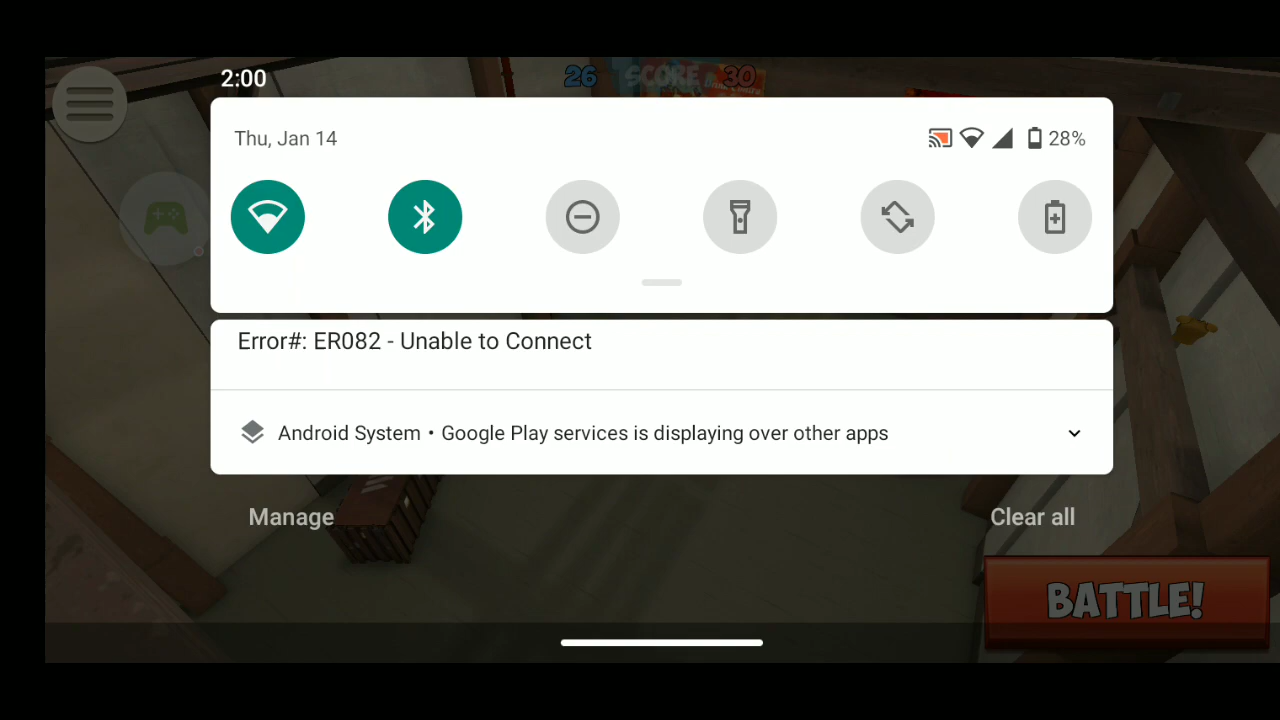 2:00
26 SCORE 30
Thu, Jan 14
28%
Error#: ER082 - Unable to Connect
Android System • Google Play services is displaying over other apps
Manage
Clear all
BATTLE!